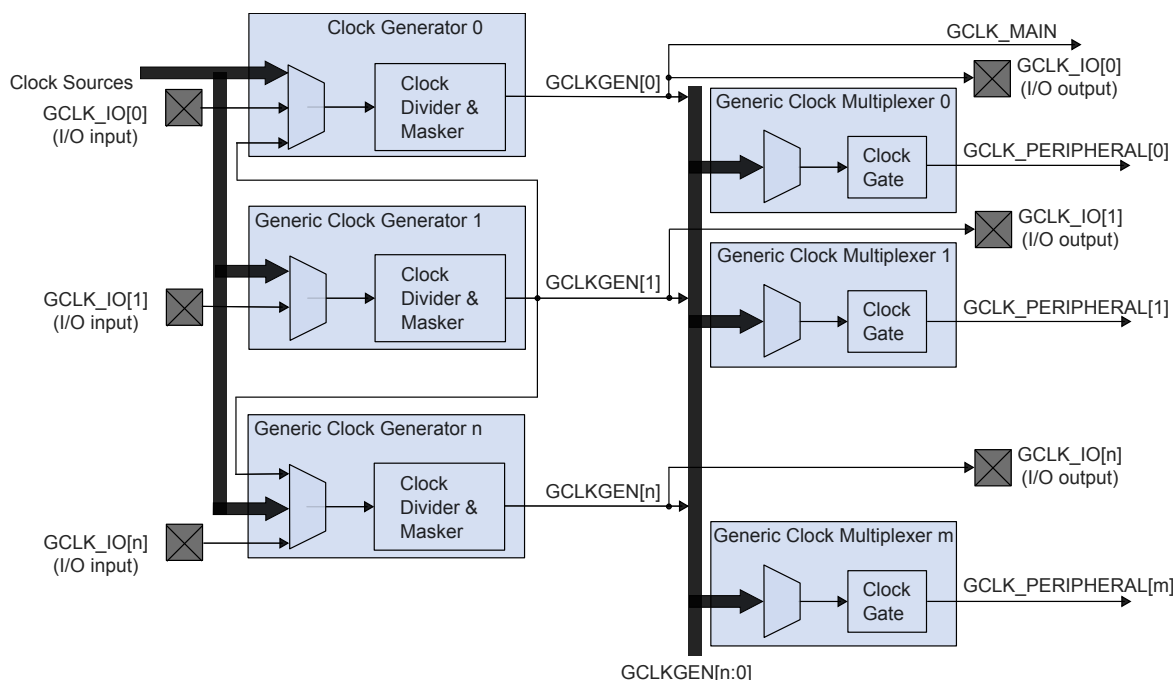 Clock Generator 0
GCLK_MAIN
Clock Sources
GCLK_IO[0]
(I/O input)
Clock
Divider &
Masker
GCLKGEN[0]
GCLK_IO[0]
(I/O output)
Generic Clock Multiplexer 0
Clock
Gate
GCLK_PERIPHERAL[0]
Generic Clock Generator 1
GCLK_IO[1]
(I/O input)
Clock
Divider &
Masker
GCLKGEN[1]
GCLK_IO[1]
(I/O output)
Generic Clock Multiplexer 1
Clock
Gate
GCLK_PERIPHERAL[1]
Generic Clock Generator n
GCLK_IO[n]
(I/O input)
Clock
Divider &
Masker
GCLKGEN[n]
GCLK_IO[n]
(I/O output)
Generic Clock Multiplexer m
Clock
Gate
GCLK_PERIPHERAL[m]
GCLKGEN[n:0]